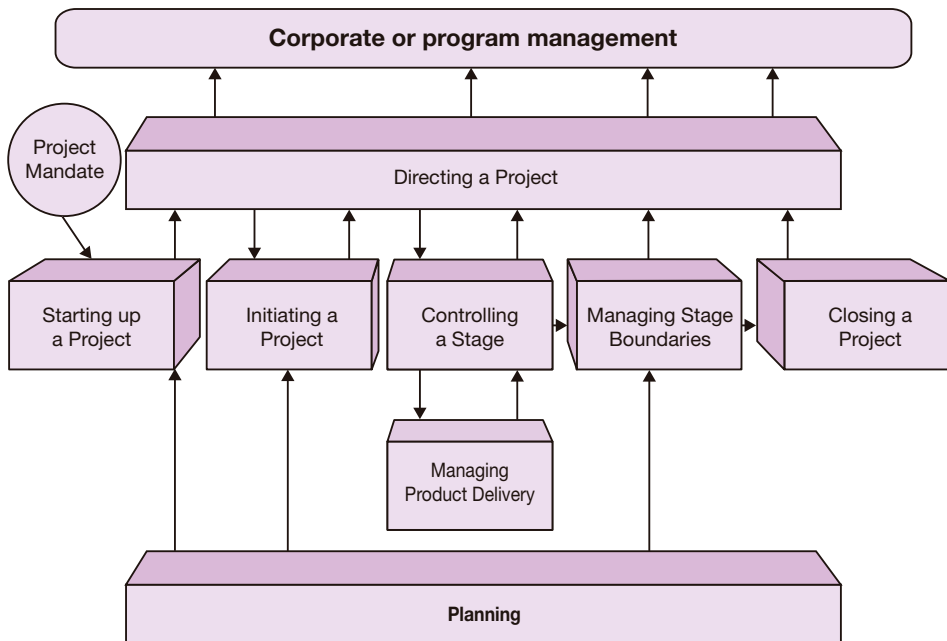 Corporate or program management
Project
Mandate
Directing a Project
Starting up
a Project
Initiating a
Project
Controlling
a Stage
Managing Stage
Boundaries
Closing a
Project
Managing
Product Delivery
Planning